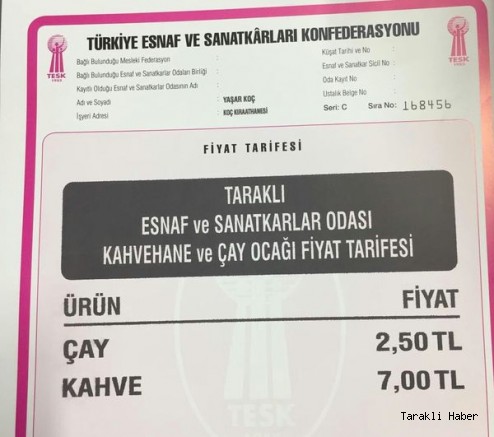 TÜRKİYE ESNAF VE SANATKÂRLARI KONFEDERASYONU
TESK
Bağlı Bulunduğu Mesleki Federasyon :
Bağlı Bulunduğu Esnaf ve Sanatkarlar Odaları Birliği :
Kayıtlı Olduğu Esnaf ve Sanatkarlar Odasının Adı :
Adı ve Soyadı : YAŞAR KOÇ
İşyeri Adresi : KOÇ KIRAATHANESİ
Küşat Tarihi ve No :
Esnaf ve Sanatkar Sicil No :
Oda Kayıt No :
Ustalık Belge No :
Seri: C Sıra No: 168456
TESK
FİYAT TARİFESİ
TARAKLI
ESNAF ve SANATKARLAR ODASI
KAHVEHANE ve ÇAY OCAĞI FİYAT TARİFESİ
ÜRÜN FİYAT
ÇAY 2,50 TL
KAHVE 7,00 TL
TESK
Tarakli Haber